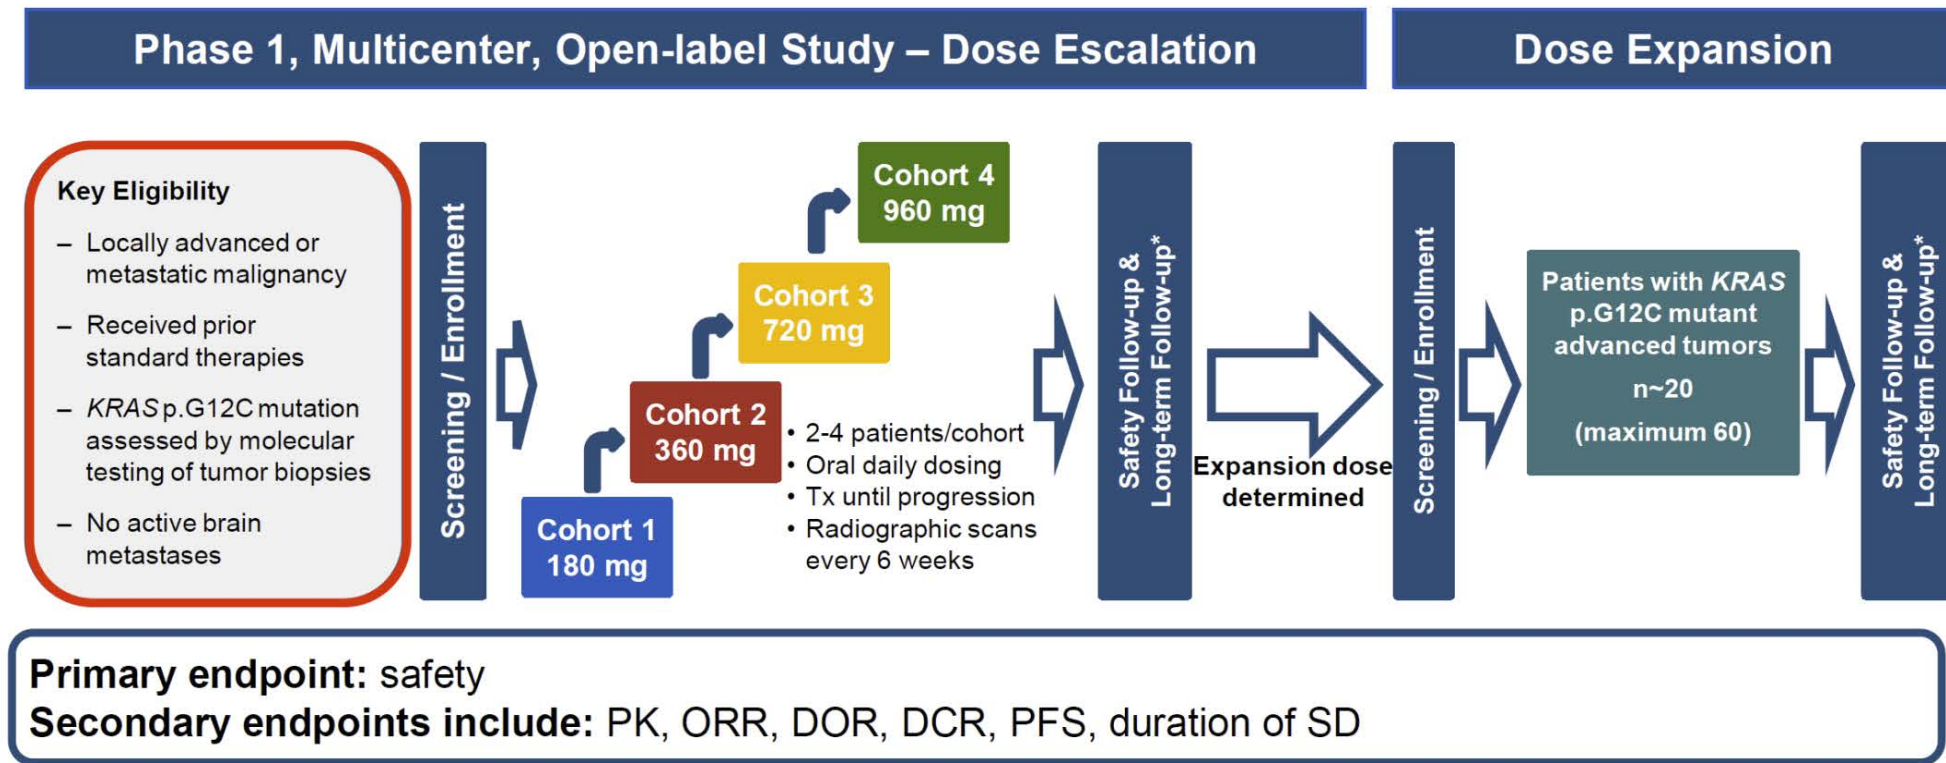 Phase 1, Multicenter, Open-label Study – Dose Escalation
Dose Expansion
Key Eligibility
– Locally advanced or
metastatic malignancy
– Received prior
standard therapies
– KRAS p.G12C mutation
assessed by molecular
testing of tumor biopsies
– No active brain
metastases
Screening / Enrollment
Cohort 1
180 mg
Cohort 2
360 mg
Cohort 3
720 mg
Cohort 4
960 mg
• 2-4 patients/cohort
• Oral daily dosing
• Tx until progression
• Radiographic scans
every 6 weeks
Safety Follow-up &
Long-term Follow-up*
Expansion dose
determined
Screening / Enrollment
Patients with KRAS
p.G12C mutant
advanced tumors
n~20
(maximum 60)
Safety Follow-up &
Long-term Follow-up*
Primary endpoint: safety
Secondary endpoints include: PK, ORR, DOR, DCR, PFS, duration of SD